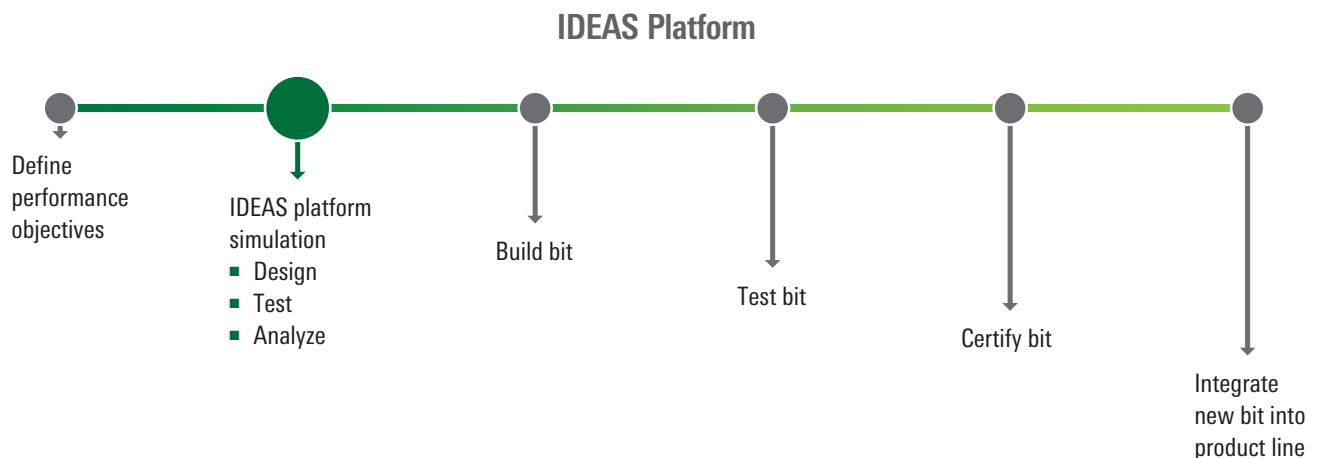 IDEAS Platform
Define
performance
objectives
IDEAS platform
simulation
▪ Design
▪ Test
▪ Analyze
Build bit
Test bit
Certify bit
Integrate
new bit into
product line